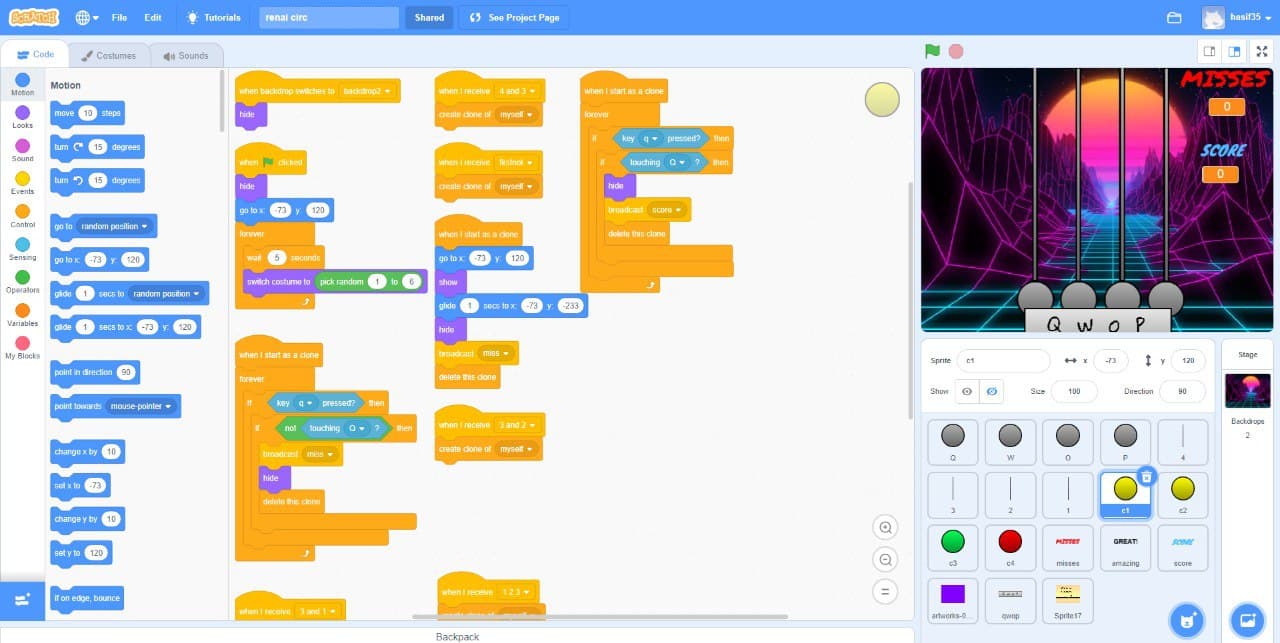 SCRATCH File Edit Tutorials renal circ Shared See Project Page hasif35
Code Costumes Sounds
Motion
Looks
Sound
Events
Control
Sensing
Operators
Variables
My Blocks
Motion
move 10 steps
turn 15 degrees
turn 15 degrees
go to random position
go to x: -73 y: 120
glide 1 secs to random position
glide 1 secs to x: -73 y: 120
point in direction 90
point towards mouse-pointer
change x by 10
set x to -73
change y by 10
set y to 120
if on edge, bounce
when backdrop switches to backdrop2
hide
when clicked
hide
go to x: -73 y: 120
forever
wait 5 seconds
switch costume to pick random 1 to 6
when I start as a clone
forever
if key q pressed? then
if not touching Q ? then
broadcast miss
hide
delete this clone
when I receive 3 and 1
when I receive 4 and 3
create clone of myself
when I receive
create clone of myself
when I start as a clone
go to x: -73 y: 120
show
glide 1 secs to x: -73 y: -233
hide
broadcast miss
delete this clone
when I receive 3 and 2
create clone of myself
when I receive 1 2 3
create clone of myself
when I start as a clone
forever
if key q pressed? then
if touching Q ? then
hide
broadcast score
delete this clone
Backpack
MISSES
0
SCORE
0
Q W O P
Sprite c1 x -73 y 120
Show Size 100 Direction 90
Q W O P 4
3 2 1 c1 c2
MISSES GREAT! SCORE
c3 c4 misses amazing score
artworks-0... qwop Sprite17
Stage
Backdrops
2